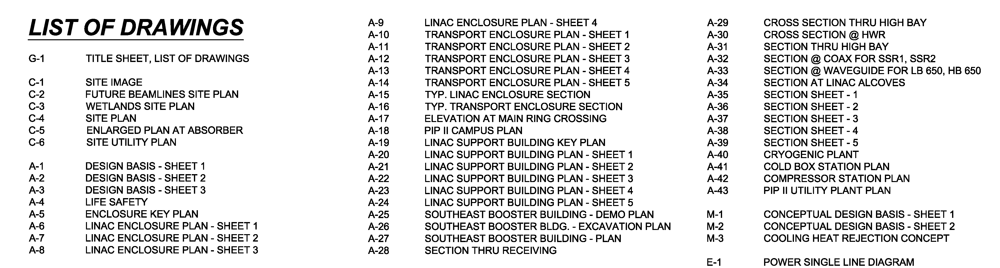 LIST OF DRAWINGS
G-1 TITLE SHEET, LIST OF DRAWINGS
C-1 SITE IMAGE
C-2 FUTURE BEAMLINES SITE PLAN
C-3 WETLANDS SITE PLAN
C-4 SITE PLAN
C-5 ENLARGED PLAN AT ABSORBER
C-6 SITE UTILITY PLAN
A-1 DESIGN BASIS - SHEET 1
A-2 DESIGN BASIS - SHEET 2
A-3 DESIGN BASIS - SHEET 3
A-4 LIFE SAFETY
A-5 ENCLOSURE KEY PLAN
A-6 LINAC ENCLOSURE PLAN - SHEET 1
A-7 LINAC ENCLOSURE PLAN - SHEET 2
A-8 LINAC ENCLOSURE PLAN - SHEET 3
A-9 LINAC ENCLOSURE PLAN - SHEET 4
A-10 TRANSPORT ENCLOSURE PLAN - SHEET 1
A-11 TRANSPORT ENCLOSURE PLAN - SHEET 2
A-12 TRANSPORT ENCLOSURE PLAN - SHEET 3
A-13 TRANSPORT ENCLOSURE PLAN - SHEET 4
A-14 TRANSPORT ENCLOSURE PLAN - SHEET 5
A-15 TYP. LINAC ENCLOSURE SECTION
A-16 TYP. TRANSPORT ENCLOSURE SECTION
A-17 ELEVATION AT MAIN RING CROSSING
A-18 PIP II CAMPUS PLAN
A-19 LINAC SUPPORT BUILDING KEY PLAN
A-20 LINAC SUPPORT BUILDING PLAN - SHEET 1
A-21 LINAC SUPPORT BUILDING PLAN - SHEET 2
A-22 LINAC SUPPORT BUILDING PLAN - SHEET 3
A-23 LINAC SUPPORT BUILDING PLAN - SHEET 4
A-24 LINAC SUPPORT BUILDING PLAN - SHEET 5
A-25 SOUTHEAST BOOSTER BUILDING - DEMO PLAN
A-26 SOUTHEAST BOOSTER BLDG. - EXCAVATION PLAN
A-27 SOUTHEAST BOOSTER BUILDING - PLAN
A-28 SECTION THRU RECEIVING
A-29 CROSS SECTION THRU HIGH BAY
A-30 CROSS SECTION @ HWR
A-31 SECTION THRU HIGH BAY
A-32 SECTION @ COAX FOR SSR1, SSR2
A-33 SECTION @ WAVEGUIDE FOR LB 650, HB 650
A-34 SECTION AT LINAC ALCOVES
A-35 SECTION SHEET - 1
A-36 SECTION SHEET - 2
A-37 SECTION SHEET - 3
A-38 SECTION SHEET - 4
A-39 SECTION SHEET - 5
A-40 CRYOGENIC PLANT
A-41 COLD BOX STATION PLAN
A-42 COMPRESSOR STATION PLAN
A-43 PIP II UTILITY PLANT PLAN
M-1 CONCEPTUAL DESIGN BASIS - SHEET 1
M-2 CONCEPTUAL DESIGN BASIS - SHEET 2
M-3 COOLING HEAT REJECTION CONCEPT
E-1 POWER SINGLE LINE DIAGRAM